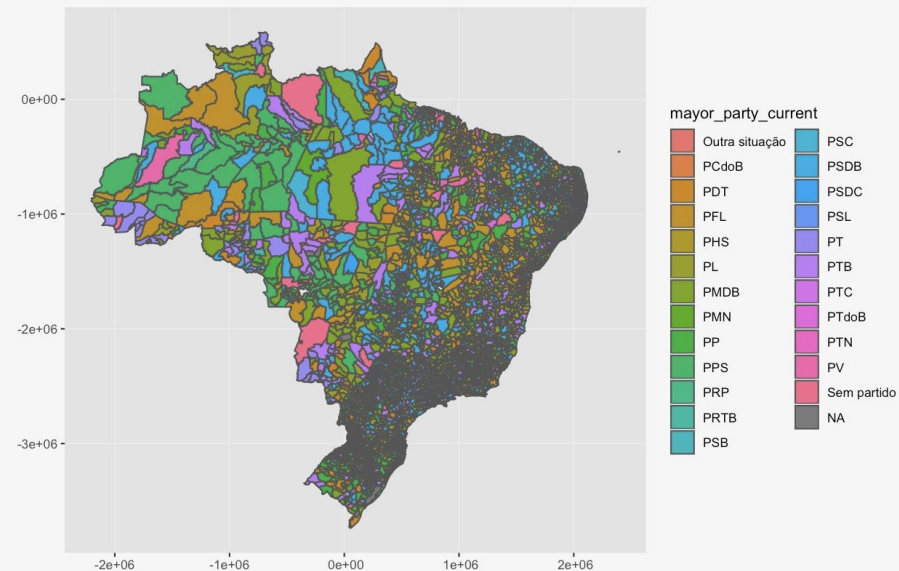 0e+00
-1e+06
-2e+06
-3e+06
-2e+06
-1e+06
0e+00
1e+06
2e+06
mayor_party_current
Outra situação
PCdoB
PDT
PFL
PHS
PL
PMDB
PMN
PP
PPS
PRP
PRTB
PSB
PSC
PSDB
PSDC
PSL
PT
PTB
PTC
PTdoB
PTN
PV
Sem partido
NA